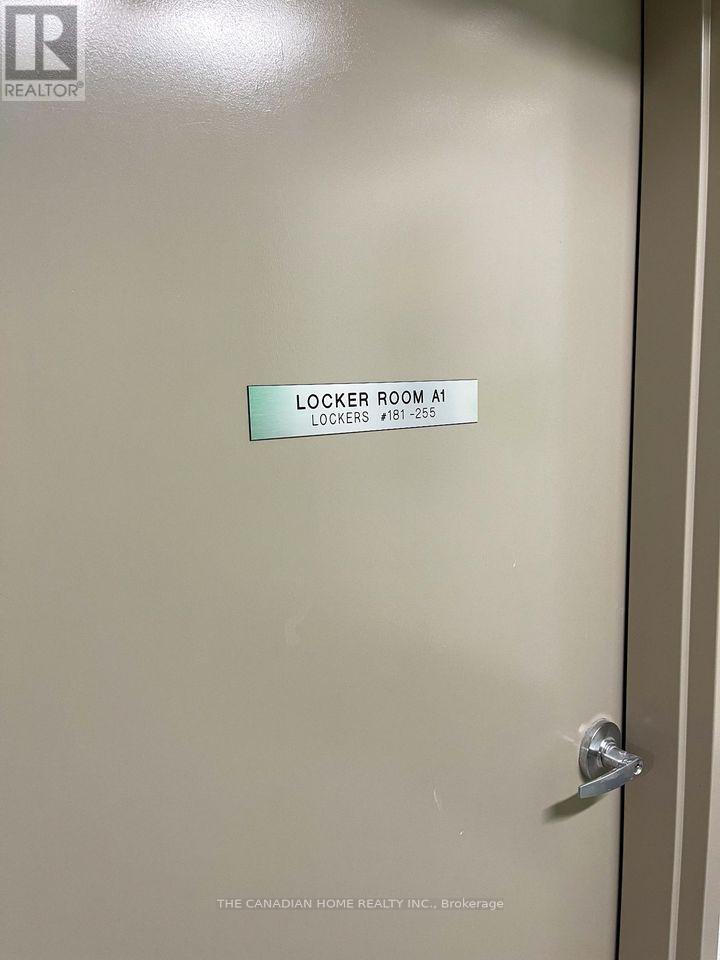 REALTOR®
LOCKER ROOM A1
LOCKERS #181-255
THE CANADIAN HOME REALTY INC., Brokerage